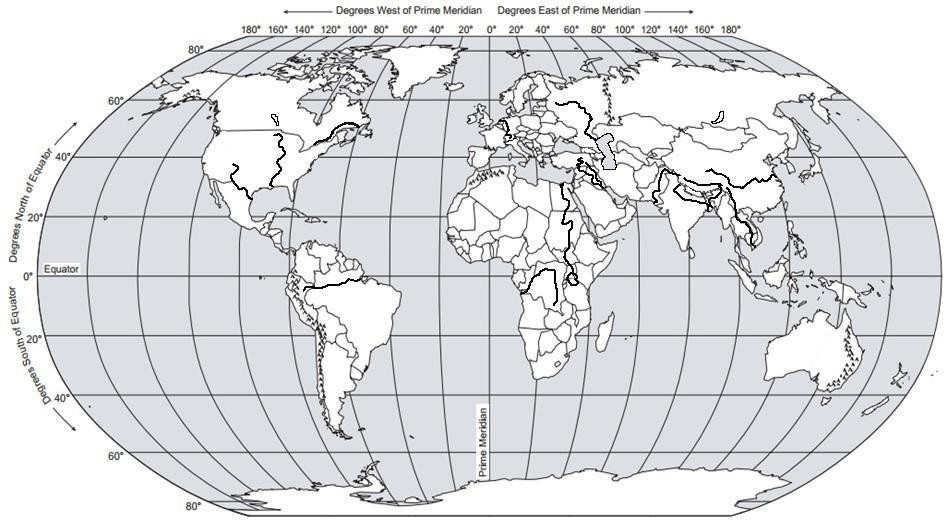 Degrees West of Prime Meridian Degrees East of Prime Meridian
180° 160° 140° 120° 100° 80° 60° 40° 20° 0° 20° 40° 60° 80° 100° 120° 140° 160° 180°
80°
60°
40°
20°
0°
20°
40°
60°
80°
Degrees North of Equator
Equator
Degrees South of Equator
Prime Meridian